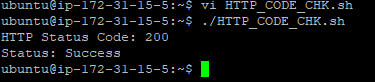 ubuntu@ip-172-31-15-5:~$ vi HTTP_CODE_CHK.sh
ubuntu@ip-172-31-15-5:~$ ./HTTP_CODE_CHK.sh
HTTP Status Code: 200
Status: Success
ubuntu@ip-172-31-15-5:~$